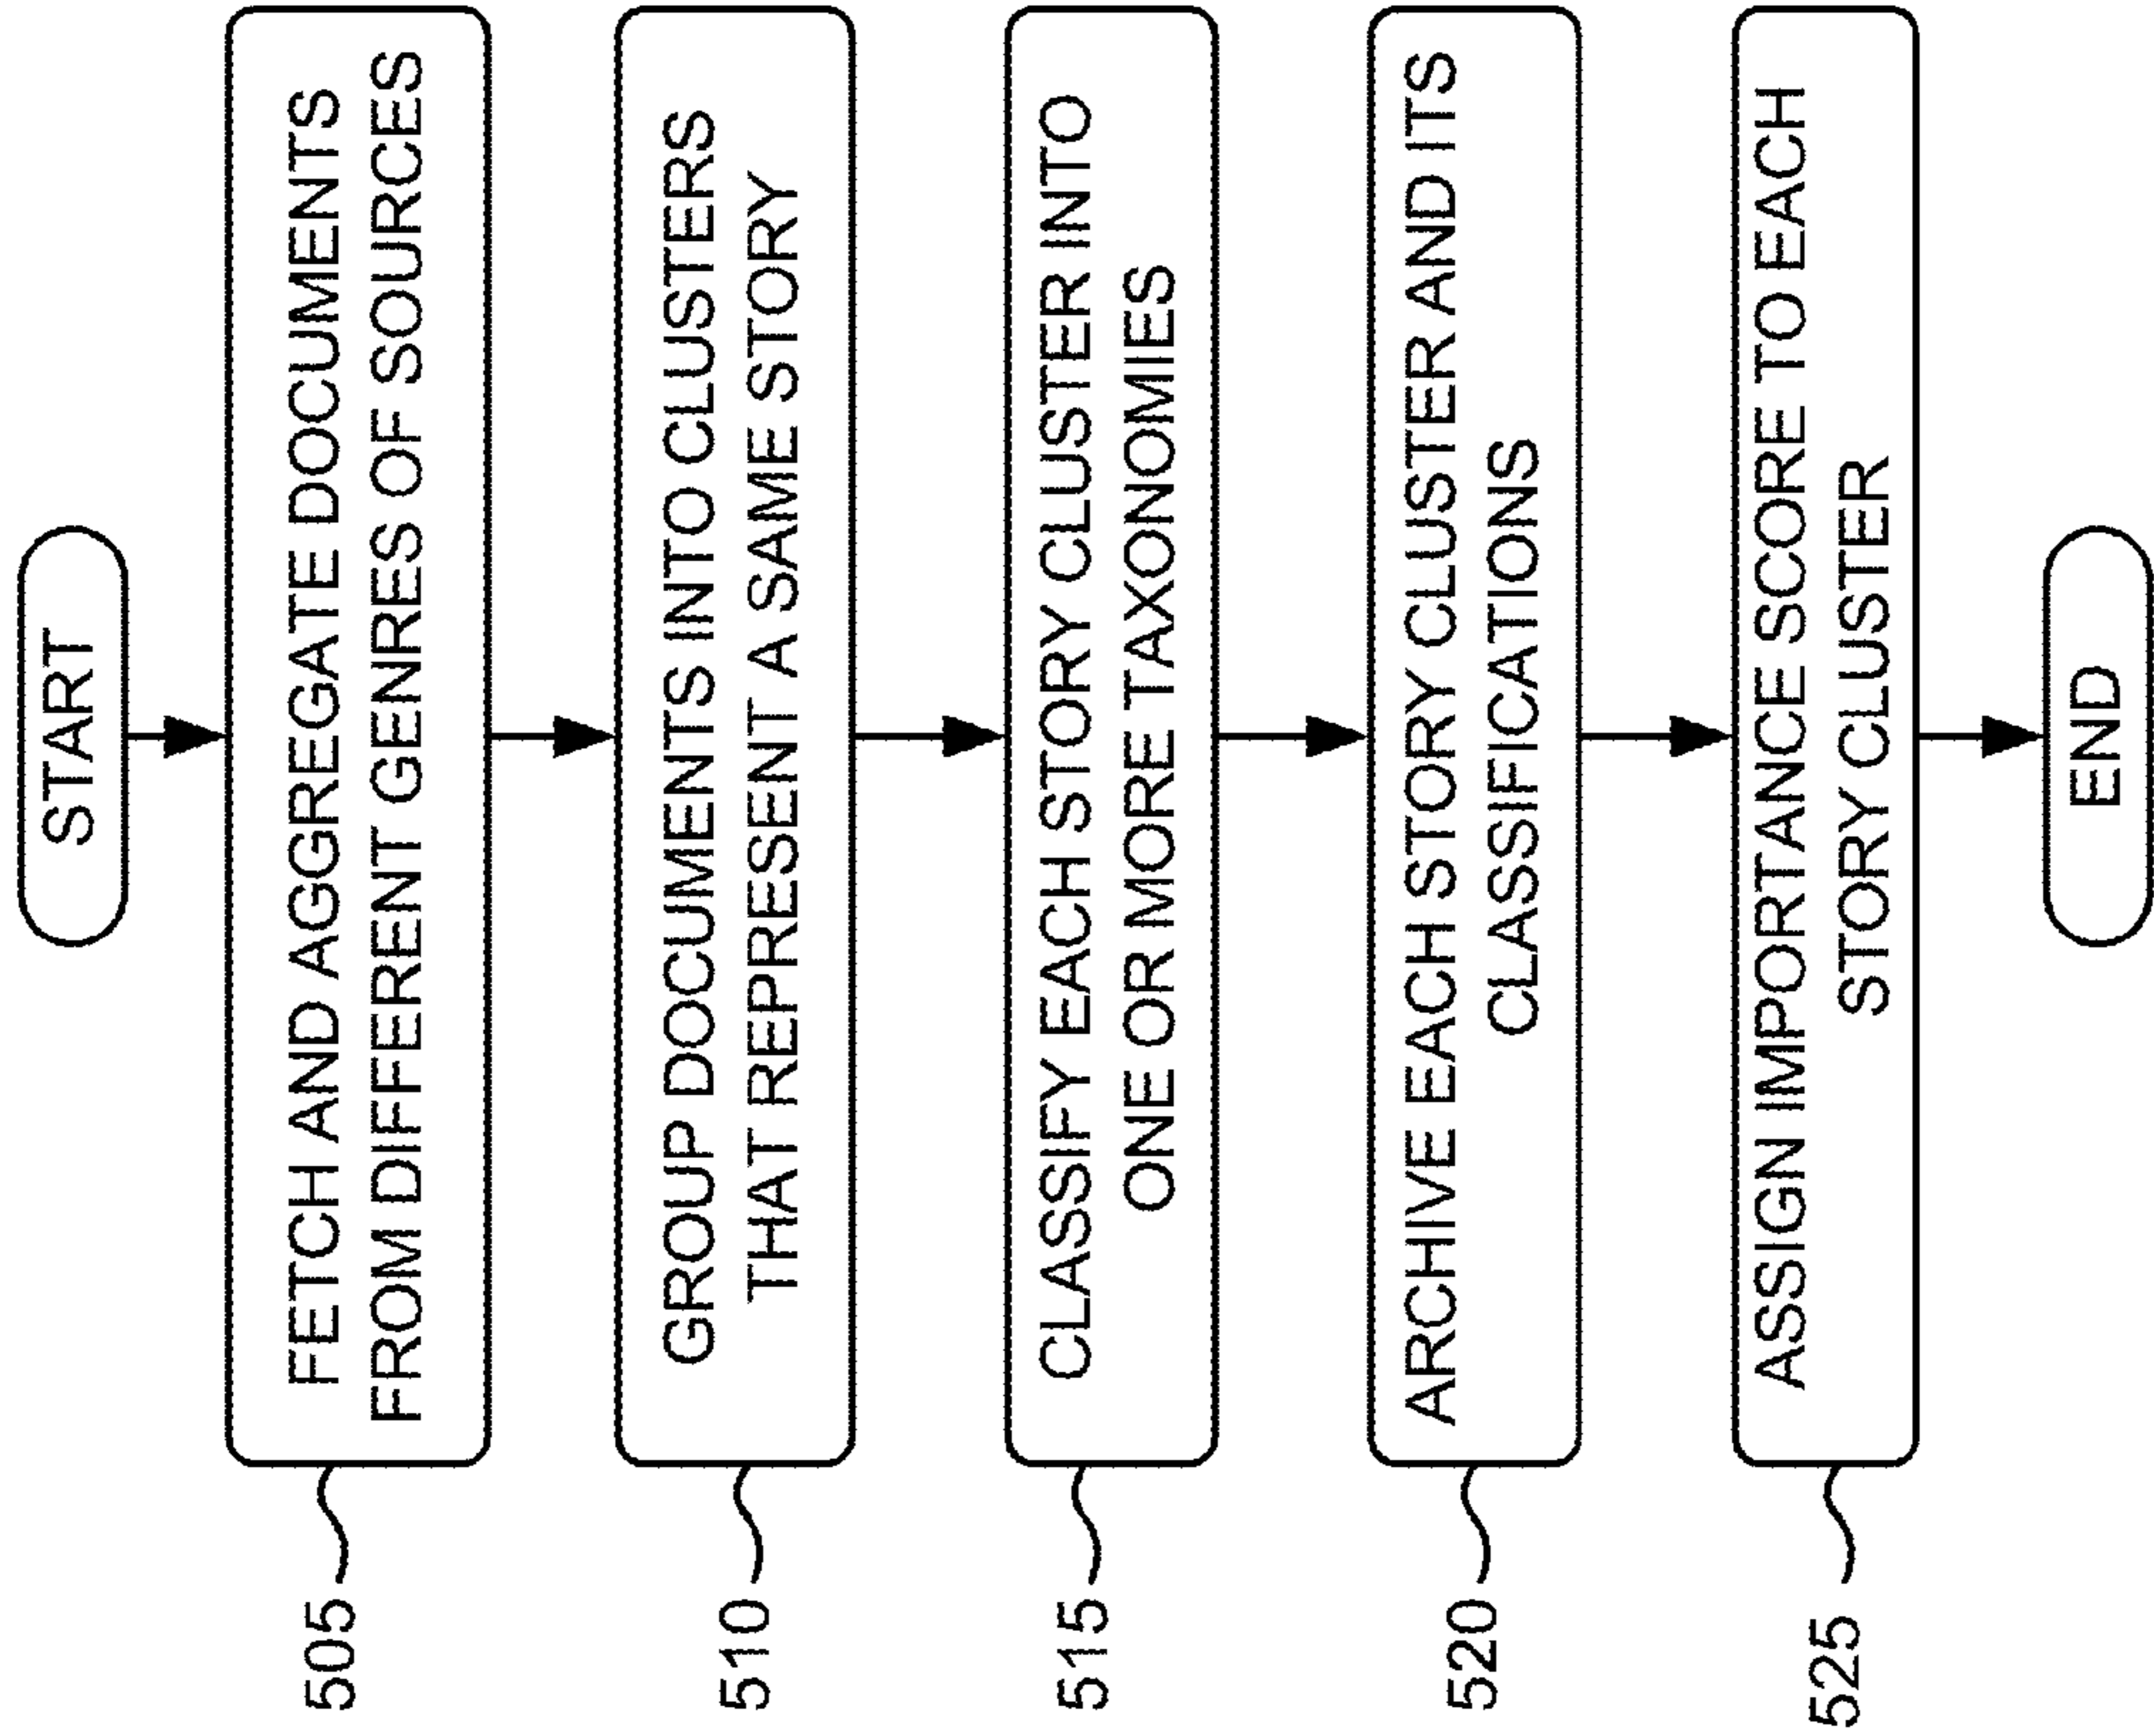 START
FETCH AND AGGREGATE DOCUMENTS
FROM DIFFERENT GENRES OF SOURCES
505
GROUP DOCUMENTS INTO CLUSTERS
THAT REPRESENT A SAME STORY
510
CLASSIFY EACH STORY CLUSTER INTO
ONE OR MORE TAXONOMIES
515
ARCHIVE EACH STORY CLUSTER AND ITS
CLASSIFICATIONS
520
ASSIGN IMPORTANCE SCORE TO EACH
STORY CLUSTER
525
END